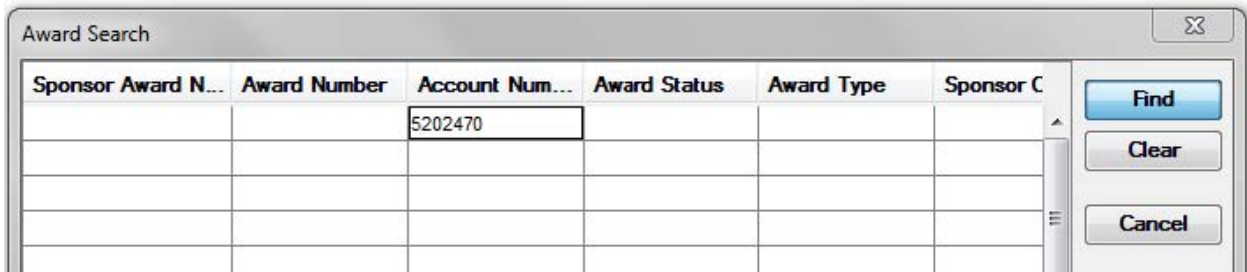 Award Search
Sponsor Award N... Award Number Account Num... Award Status Award Type Sponsor C
Find
5202470
Clear
Cancel